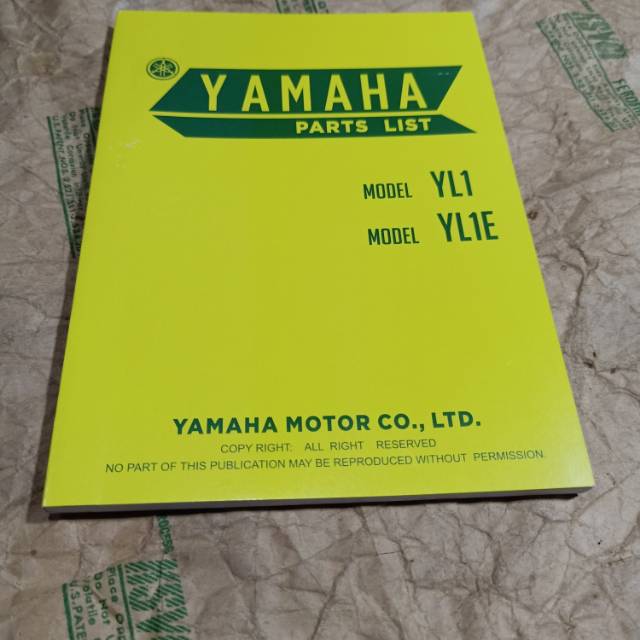 YAMAHA
PARTS LIST
MODEL YL1
MODEL YL1E
YAMAHA MOTOR CO., LTD.
COPY RIGHT: ALL RIGHT RESERVED
NO PART OF THIS PUBLICATION MAY BE REPRODUCED WITHOUT PERMISSION.